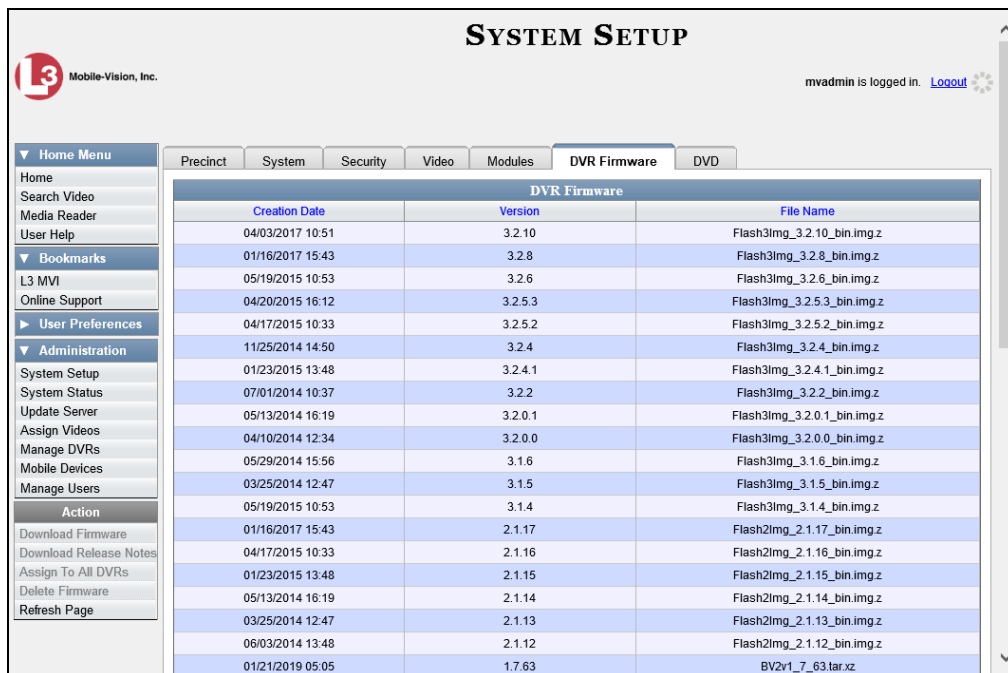 SYSTEM SETUP
L3 Mobile-Vision, Inc.
mvadmin is logged in. Logout
▼ Home Menu
Home
Search Video
Media Reader
User Help
▼ Bookmarks
L3 MVI
Online Support
► User Preferences
▼ Administration
System Setup
System Status
Update Server
Assign Videos
Manage DVRs
Mobile Devices
Manage Users
Action
Download Firmware
Download Release Notes
Assign To All DVRs
Delete Firmware
Refresh Page
Precinct System Security Video Modules DVR Firmware DVD
DVR Firmware
Creation Date Version File Name
04/03/2017 10:51 3.2.10 Flash3Img_3.2.10_bin.img.z
01/16/2017 15:43 3.2.8 Flash3Img_3.2.8_bin.img.z
05/19/2015 10:53 3.2.6 Flash3Img_3.2.6_bin.img.z
04/20/2015 16:12 3.2.5.3 Flash3Img_3.2.5.3_bin.img.z
04/17/2015 10:33 3.2.5.2 Flash3Img_3.2.5.2_bin.img.z
11/25/2014 14:50 3.2.4 Flash3Img_3.2.4_bin.img.z
01/23/2015 13:48 3.2.4.1 Flash3Img_3.2.4.1_bin.img.z
07/01/2014 10:37 3.2.2 Flash3Img_3.2.2_bin.img.z
05/13/2014 16:19 3.2.0.1 Flash3Img_3.2.0.1_bin.img.z
04/10/2014 12:34 3.2.0.0 Flash3Img_3.2.0.0_bin.img.z
05/29/2014 15:56 3.1.6 Flash3Img_3.1.6_bin.img.z
03/25/2014 12:47 3.1.5 Flash3Img_3.1.5_bin.img.z
05/19/2015 10:53 3.1.4 Flash3Img_3.1.4_bin.img.z
01/16/2017 15:43 2.1.17 Flash2Img_2.1.17_bin.img.z
04/17/2015 10:33 2.1.16 Flash2Img_2.1.16_bin.img.z
01/23/2015 13:48 2.1.15 Flash2Img_2.1.15_bin.img.z
05/13/2014 16:19 2.1.14 Flash2Img_2.1.14_bin.img.z
03/25/2014 12:47 2.1.13 Flash2Img_2.1.13_bin.img.z
06/03/2014 13:48 2.1.12 Flash2Img_2.1.12_bin.img.z
01/21/2019 05:05 1.7.63 BV2v1_7_63.tar.xz